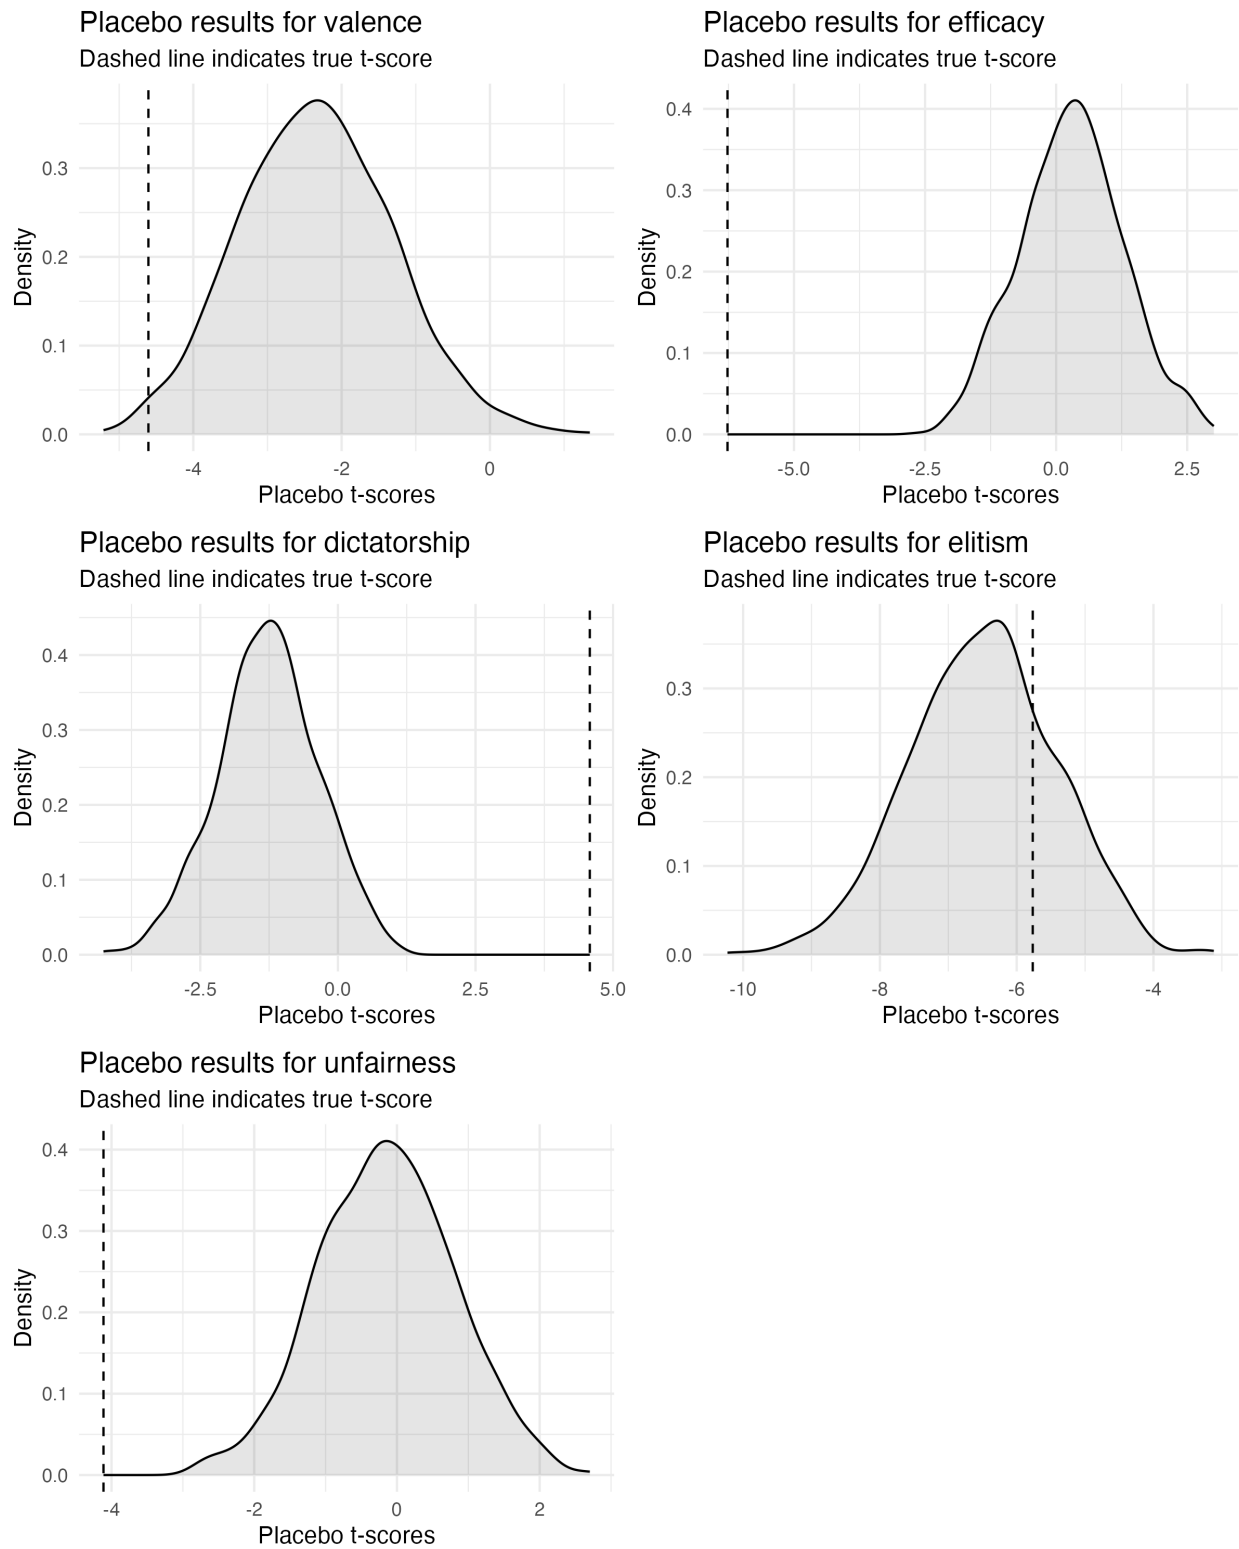 Placebo results for valence
Dashed line indicates true t-score
Density
0.3
0.2
0.1
0.0
-4
-2
0
Placebo t-scores
Placebo results for efficacy
Dashed line indicates true t-score
Density
0.4
0.3
0.2
0.1
0.0
-5.0
-2.5
0.0
2.5
Placebo t-scores
Placebo results for dictatorship
Dashed line indicates true t-score
Density
0.4
0.3
0.2
0.1
0.0
-2.5
0.0
2.5
5.0
Placebo t-scores
Placebo results for elitism
Dashed line indicates true t-score
Density
0.3
0.2
0.1
0.0
-10
-8
-6
-4
Placebo t-scores
Placebo results for unfairness
Dashed line indicates true t-score
Density
0.4
0.3
0.2
0.1
0.0
-4
-2
0
2
Placebo t-scores